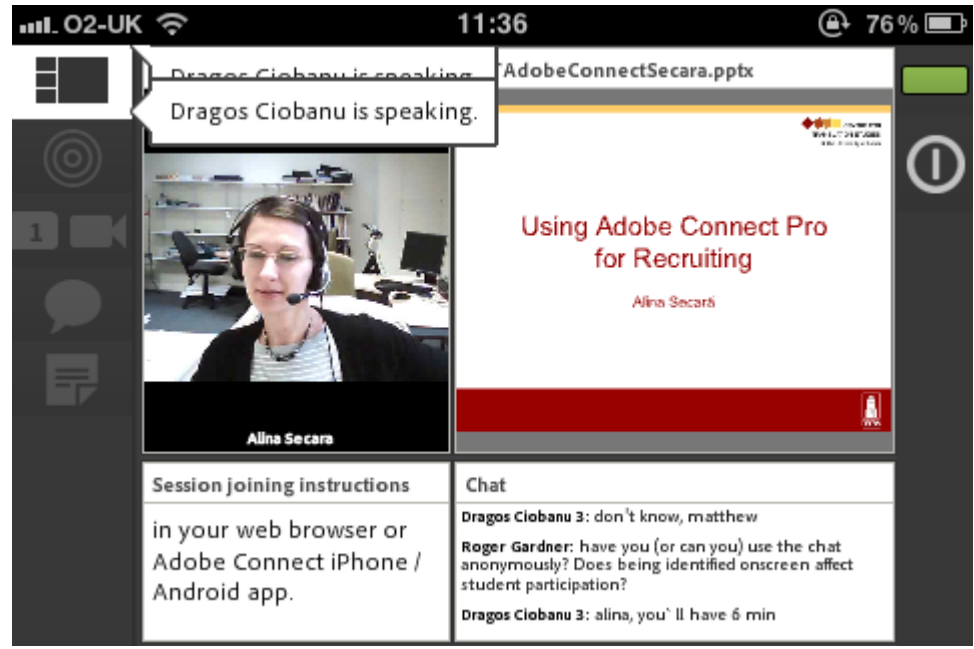 O2-UK 11:36 76%
Dragos Ciobanu is speaking.
Dragos Ciobanu is speaking.
AdobeConnectSecara.pptx
1
Using Adobe Connect Pro
for Recruiting
Alina Secară
Alina Secara
Session joining instructions
in your web browser or
Adobe Connect iPhone /
Android app.
Chat
Dragos Ciobanu 3: don't know, matthew
Roger Gardner: have you (or can you) use the chat
anonymously? Does being identified onscreen affect
student participation?
Dragos Ciobanu 3: alina, you` ll have 6 min